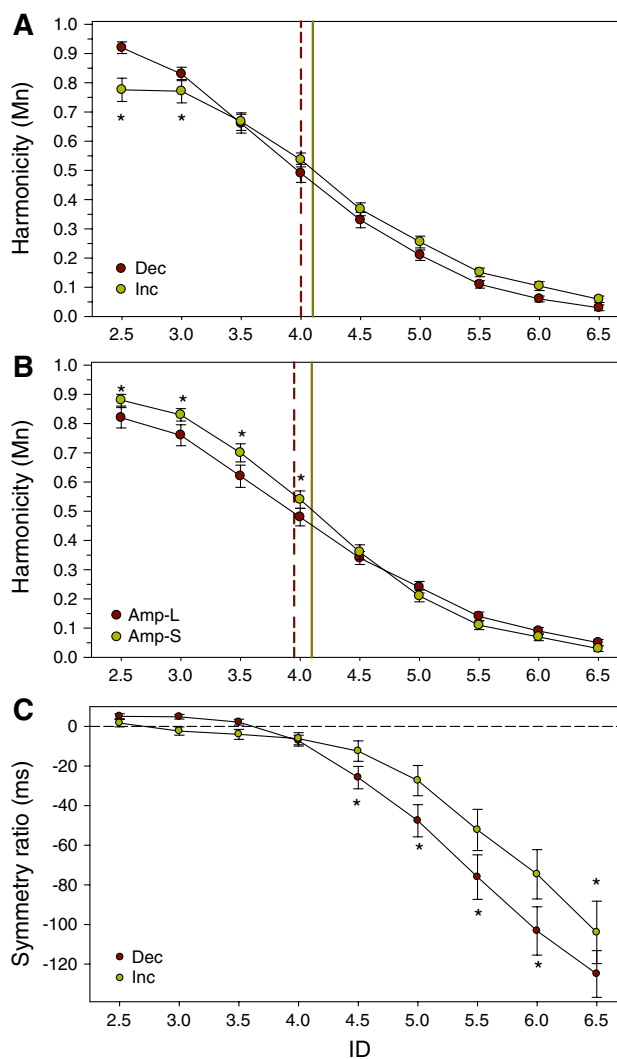 A
Harmonicity (Mn)
1.0
0.9
0.8
0.7
0.6
0.5
0.4
0.3
0.2
0.1
0.0
* *
Dec
Inc
2.5 3.0 3.5 4.0 4.5 5.0 5.5 6.0 6.5
B
Harmonicity (Mn)
1.0
0.9
0.8
0.7
0.6
0.5
0.4
0.3
0.2
0.1
0.0
* * * *
Amp-L
Amp-S
2.5 3.0 3.5 4.0 4.5 5.0 5.5 6.0 6.5
C
Symmetry ratio (ms)
0
-20
-40
-60
-80
-100
-120
* * * * *
Dec
Inc
2.5 3.0 3.5 4.0 4.5 5.0 5.5 6.0 6.5
ID